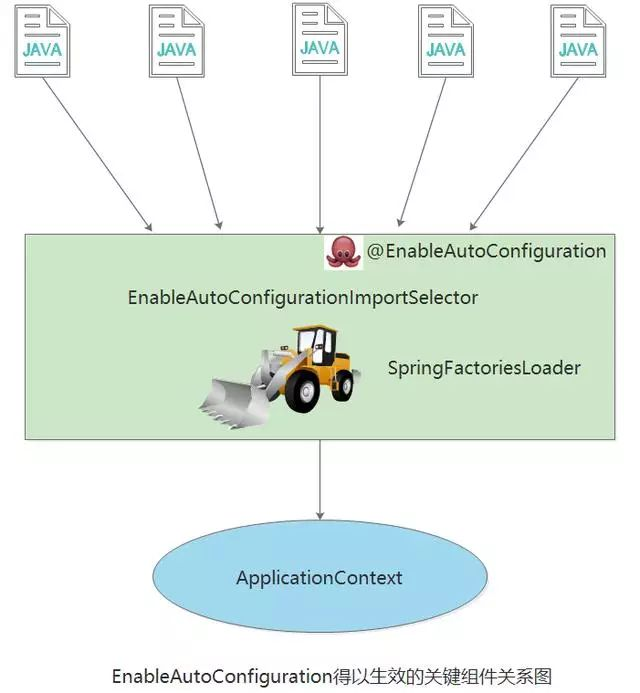 JAVA JAVA JAVA JAVA JAVA
@EnableAutoConfiguration
EnableAutoConfigurationImportSelector
SpringFactoriesLoader
ApplicationContext
EnableAutoConfiguration得以生效的关键组件关系图